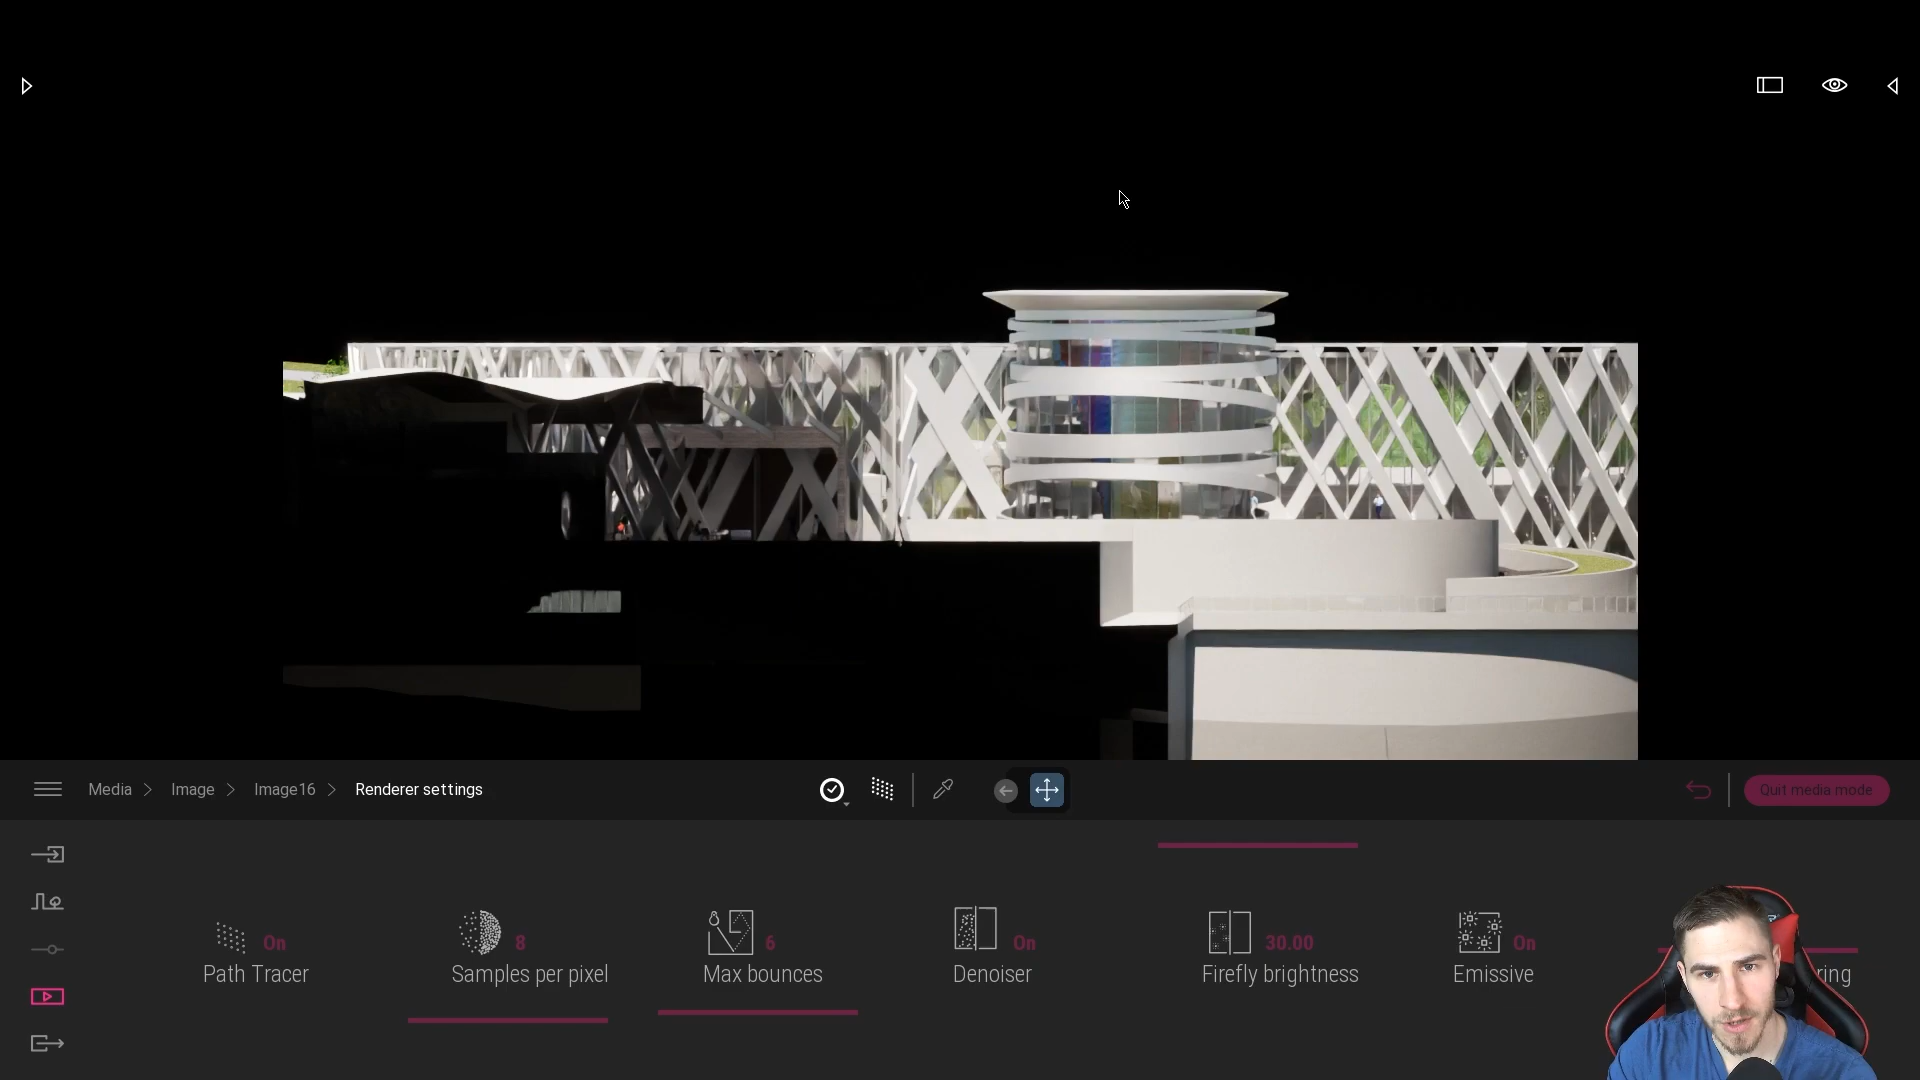 Media
Image
Image16
Renderer settings
Quit media mode
On
Path Tracer
8
Samples per pixel
6
Max bounces
On
Denoiser
30.00
Firefly brightness
On
Emissive